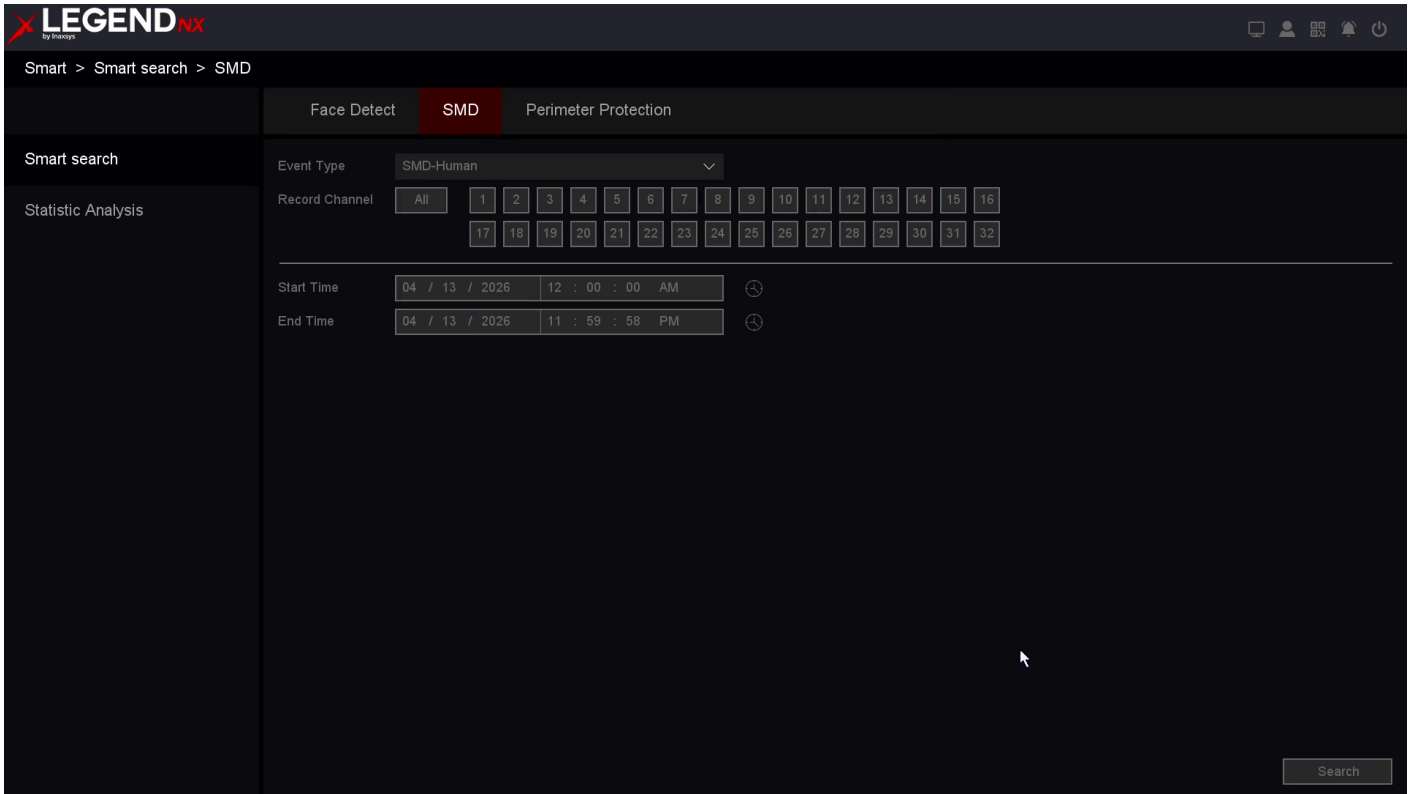 LEGEND NX
by Inaxsys
Smart > Smart search > SMD
Face Detect SMD Perimeter Protection
Smart search
Statistic Analysis
Event Type SMD-Human
Record Channel All 1 2 3 4 5 6 7 8 9 10 11 12 13 14 15 16
17 18 19 20 21 22 23 24 25 26 27 28 29 30 31 32
Start Time 04 / 13 / 2026 12 : 00 : 00 AM
End Time 04 / 13 / 2026 11 : 59 : 58 PM
Search